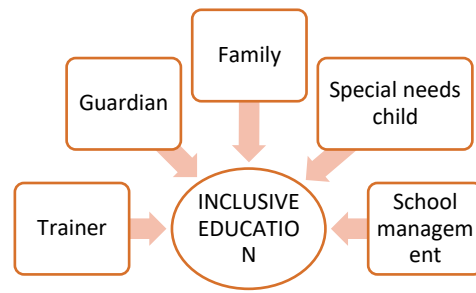 Family
Guardian
Special needs
child
Trainer
INCLUSIVE
EDUCATIO
N
School
managem
ent